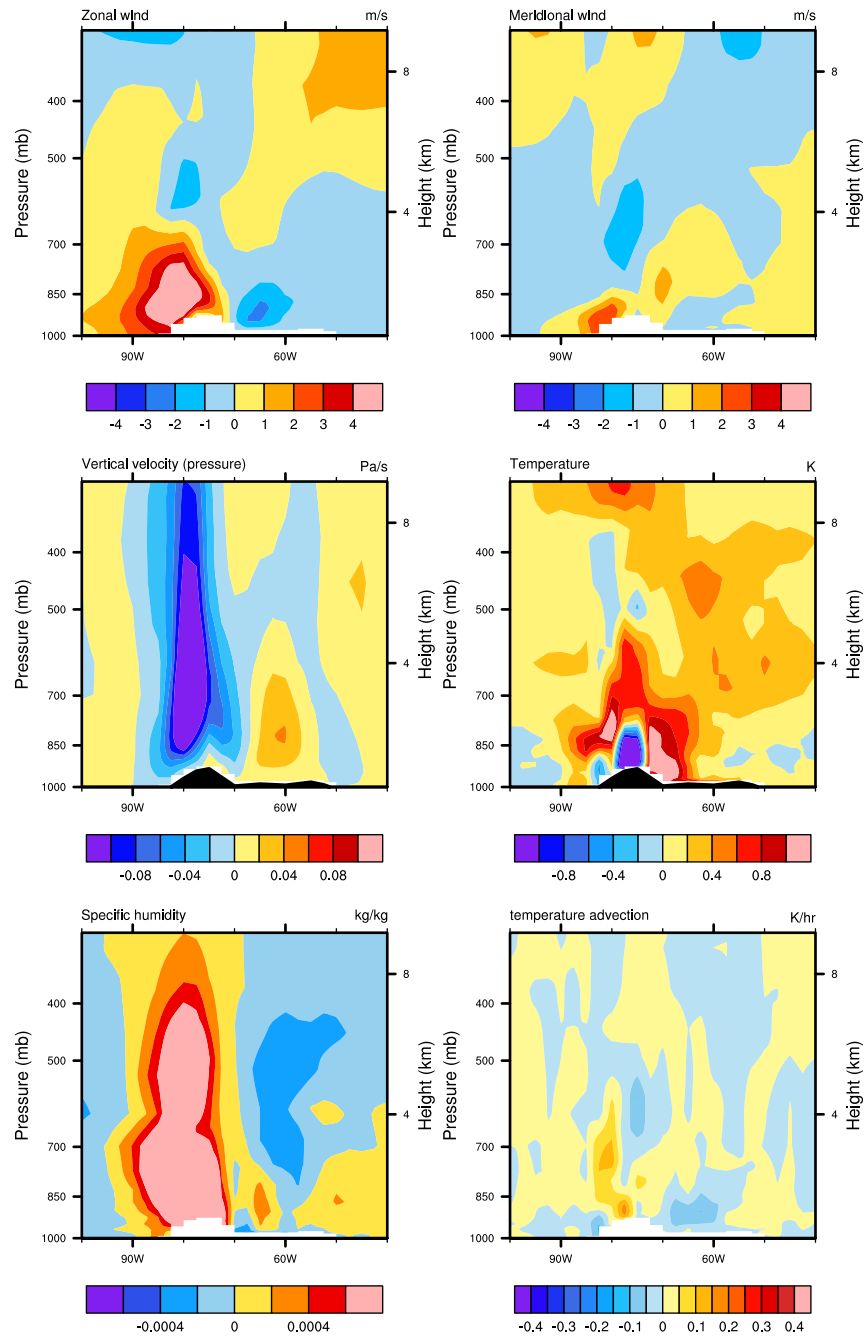 Zonal wind m/s
Pressure (mb)
400
500
700
850
1000
8
4
Height (km)
90W 60W
-4 -3 -2 -1 0 1 2 3 4
Meridional wind m/s
Pressure (mb)
400
500
700
850
1000
8
4
Height (km)
90W 60W
-4 -3 -2 -1 0 1 2 3 4
Vertical velocity (pressure) Pa/s
Pressure (mb)
400
500
700
850
1000
8
4
Height (km)
90W 60W
-0.08 -0.04 0 0.04 0.08
Temperature K
Pressure (mb)
400
500
700
850
1000
8
4
Height (km)
90W 60W
-0.8 -0.4 0 0.4 0.8
Specific humidity kg/kg
Pressure (mb)
400
500
700
850
1000
8
4
Height (km)
90W 60W
-0.0004 0 0.0004
temperature advection K/hr
Pressure (mb)
400
500
700
850
1000
8
4
Height (km)
90W 60W
-0.4 -0.3 -0.2 -0.1 0 0.1 0.2 0.3 0.4